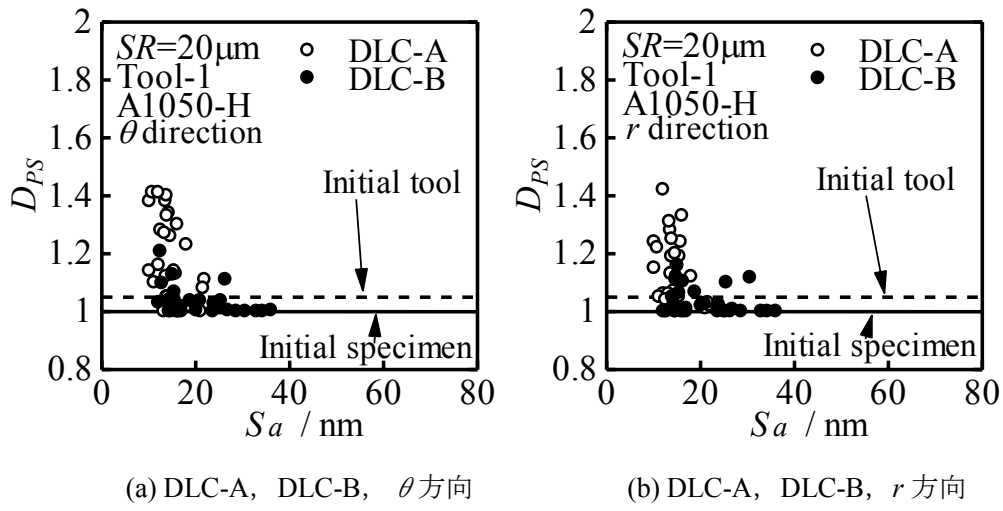 SR=20μm
Tool-1
A1050-H
θ direction
DLC-A
DLC-B
Initial tool
Initial specimen
D_PS
2
1.8
1.6
1.4
1.2
1
0.8
0 20 40 60 80
Sa / nm
(a) DLC-A, DLC-B, θ方向
SR=20μm
Tool-1
A1050-H
r direction
DLC-A
DLC-B
Initial tool
Initial specimen
D_PS
2
1.8
1.6
1.4
1.2
1
0.8
0 20 40 60 80
Sa / nm
(b) DLC-A, DLC-B, r 方向